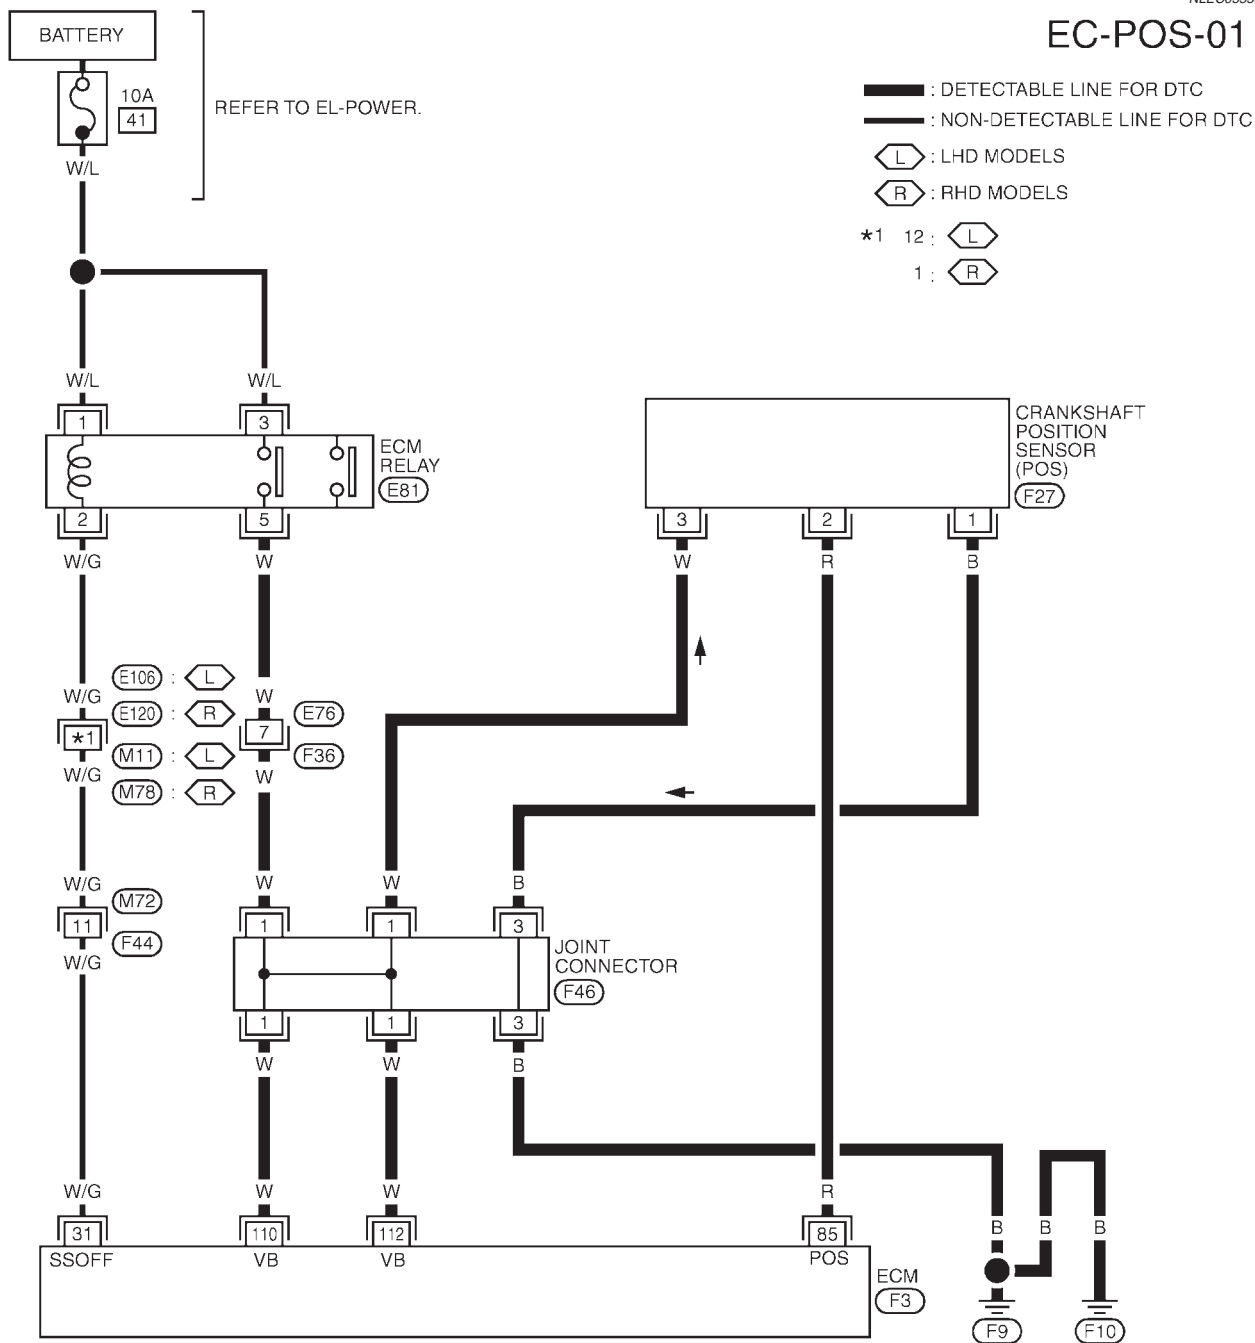 EC-POS-01
BATTERY
10A
41
REFER TO EL-POWER.
: DETECTABLE LINE FOR DTC
: NON-DETECTABLE LINE FOR DTC
L : LHD MODELS
R : RHD MODELS
*1 12 : L
1 : R
W/L
W/L W/L
1 3
ECM
RELAY
E81
2 5
W/G W
CRANKSHAFT
POSITION
SENSOR
(POS)
F27
3 2 1
W R B
E106 : L
W/G W
E120 : R E76
*1 7
M11 : L F36
W/G W
M78 : R
W/G W W B
M72
11 1 1 3
F44
W/G
JOINT
CONNECTOR
F46
1 1 3
W W B
W/G W W R
31 110 112 85
SSOFF VB VB POS
ECM
F3
B B B
F9 F10